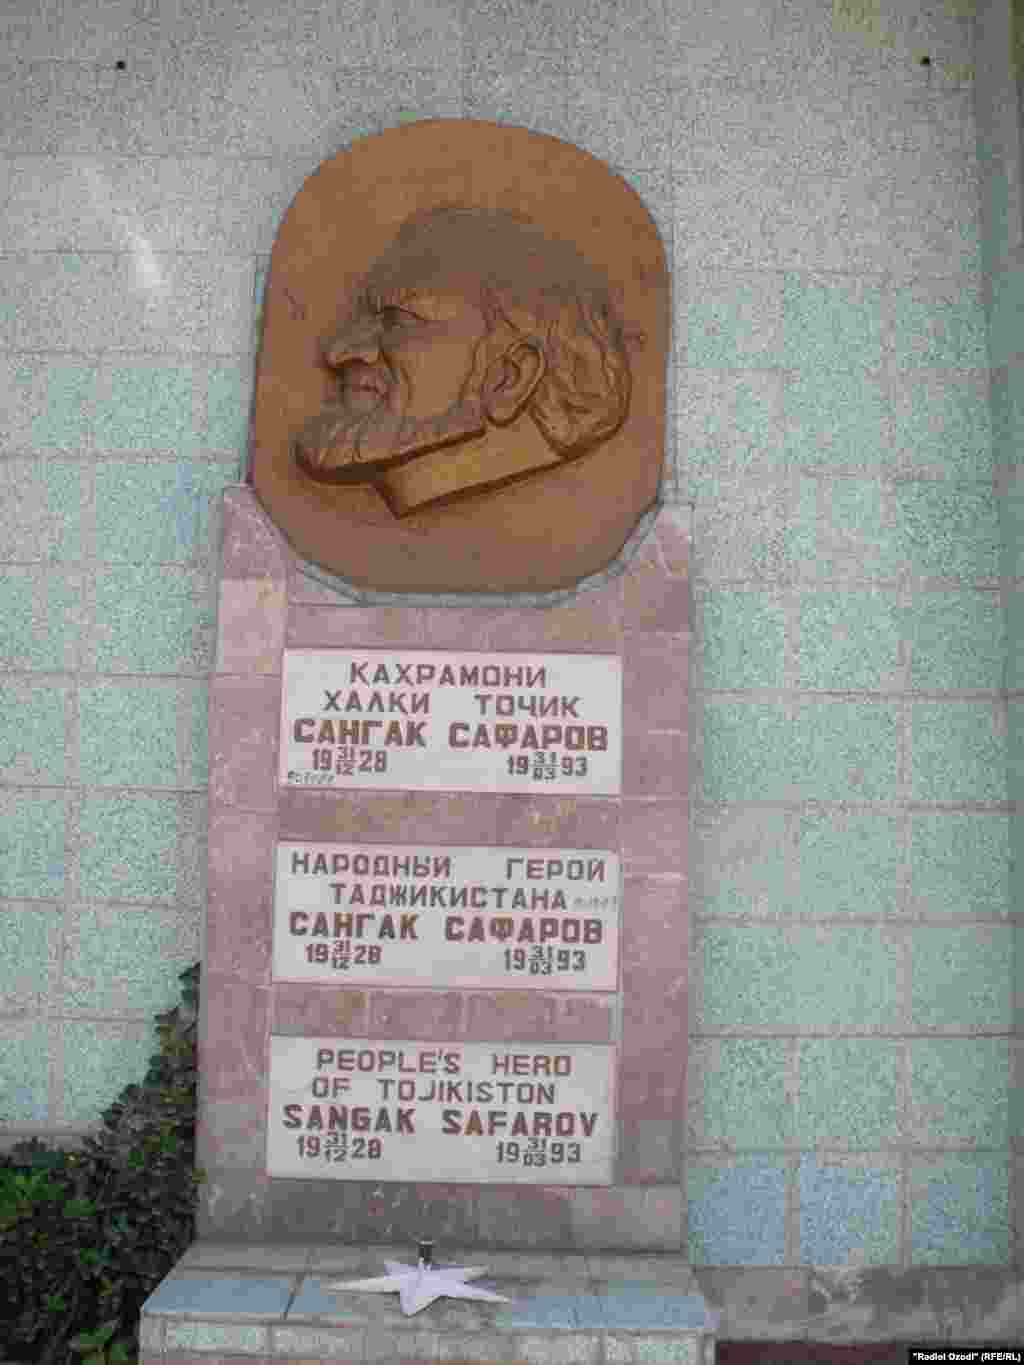 КАҲРАМОНИ
ХАЛКИ ТОЧИК
САНГАК САФАРОВ
19 31/12 28 19 31/03 93
НАРОДНЫЙ ГЕРОЙ
ТАДЖИКИСТАНА
САНГАК САФАРОВ
19 31/12 28 19 31/03 93
PEOPLE'S HERO
OF TOJIKISTON
SANGAK SAFAROV
19 31/12 28 19 31/03 93
"Radioi Ozodi" (RFE/RL)